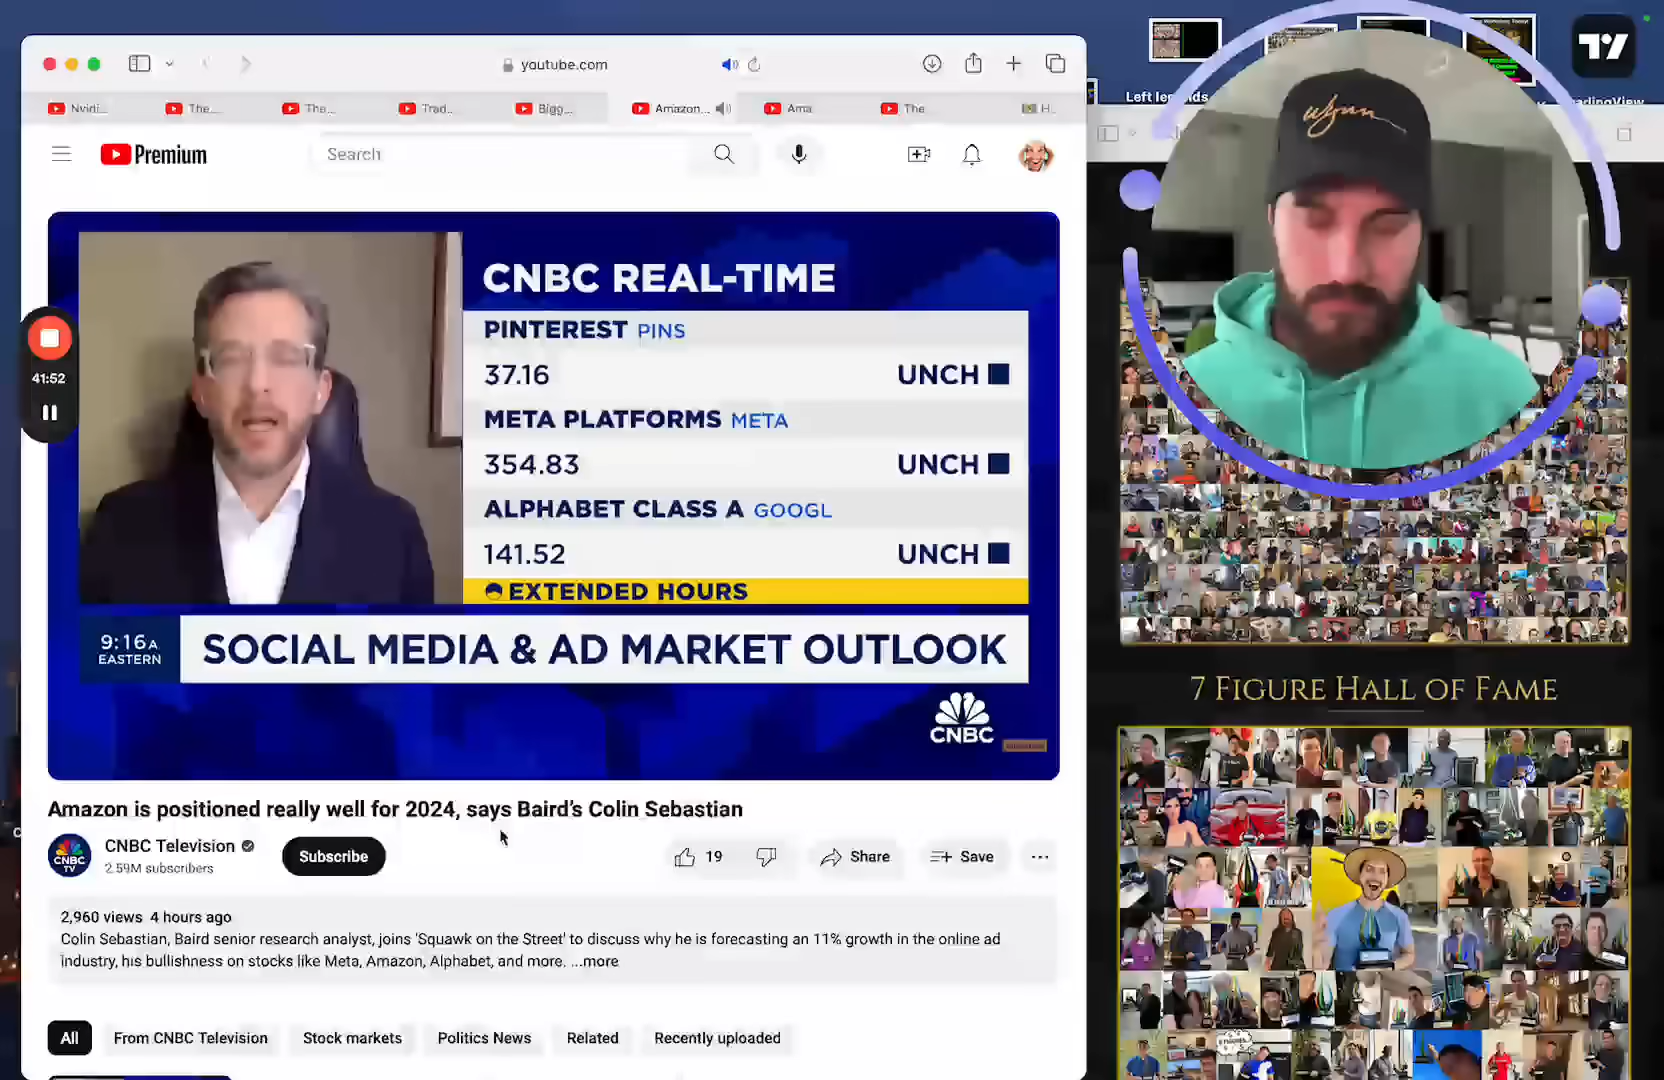 youtube.com
Nvidi...
The...
The...
Trad...
Bigg...
Amazon...
Ama
The
H..
Premium
Search
CNBC REAL-TIME
PINTEREST PINS
37.16 UNCH
META PLATFORMS META
354.83 UNCH
ALPHABET CLASS A GOOGL
141.52 UNCH
EXTENDED HOURS
9:16A
EASTERN
SOCIAL MEDIA & AD MARKET OUTLOOK
CNBC
41:52
Amazon is positioned really well for 2024, says Baird's Colin Sebastian
CNBC
TV
CNBC Television
2.59M subscribers
Subscribe
19
Share
Save
2,960 views 4 hours ago
Colin Sebastian, Baird senior research analyst, joins 'Squawk on the Street' to discuss why he is forecasting an 11% growth in the online ad
industry, his bullishness on stocks like Meta, Amazon, Alphabet, and more. ...more
All
From CNBC Television
Stock markets
Politics News
Related
Recently uploaded
Wynn
7 FIGURE HALL OF FAME